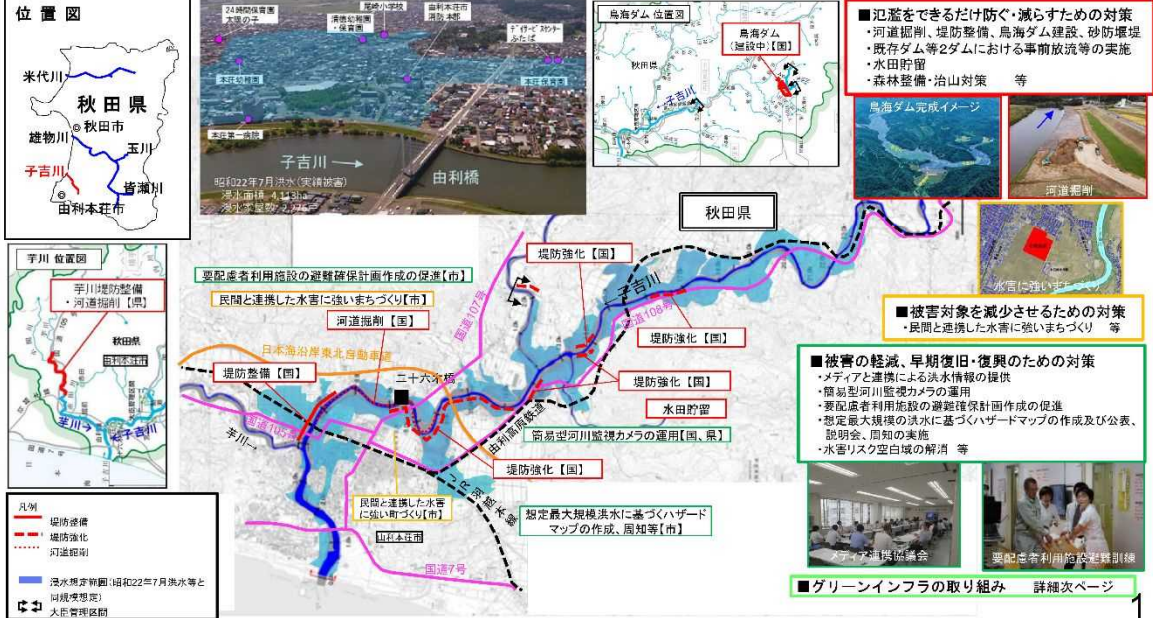 位置図
米代川
秋田県
秋田市
雄物川
玉川
子吉川
皆瀬川
由利本荘市
24時間保育園
太陽の子
清徳幼稚園
・保育園
尾崎小学校
由利本荘市
消防本部
デイサービスセンター
ふたば
本荘幼稚園
本荘保育園
本荘第一病院
子吉川
由利橋
昭和22年7月洪水(実績被害)
浸水面積 4,113ha
鳥海ダム 位置図
鳥海ダム
(建設中)【国】
秋田県
子吉川
■氾濫をできるだけ防ぐ・減らすための対策
・河道掘削、堤防整備、鳥海ダム建設、砂防堰堤
・既存ダム等2ダムにおける事前放流等の実施
・水田貯留
・森林整備・治山対策 等
鳥海ダム完成イメージ
河道掘削
水害に強いまちづくり
■被害対象を減少させるための対策
・民間と連携した水害に強いまちづくり 等
■被害の軽減、早期復旧・復興のための対策
・メディアと連携による洪水情報の提供
・簡易型河川監視カメラの運用
・要配慮者利用施設の避難確保計画作成の促進
・想定最大規模の洪水に基づくハザードマップの作成及び公表、
説明会、周知の実施
・水害リスク空白域の解消 等
メディア連携協議会
要配慮者利用施設避難訓練
■グリーンインフラの取り組み 詳細次ページ
芋川 位置図
芋川堤防整備
・河道掘削【県】
秋田県
由利本荘市
芋川
子吉川
秋田県
要配慮者利用施設の避難確保計画作成の促進【市】
民間と連携した水害に強いまちづくり【市】
河道掘削【国】
国道107号
日本海沿岸東北自動車道
堤防整備【国】
二十六木橋
堤防強化【国】
子吉川
国道108号
堤防強化【国】
堤防強化【国】
水田貯留
由利高原鉄道
簡易型河川監視カメラの運用【国、県】
堤防強化【国】
国道105号
芋川
JR羽越本線
民間と連携した水害
に強い町づくり【市】
由利本荘市
想定最大規模洪水に基づくハザード
マップの作成、周知等【市】
国道7号
凡例
堤防整備
堤防強化
河道掘削
浸水想定範囲(昭和22年7月洪水等と
同規模想定)
大臣管理区間
1